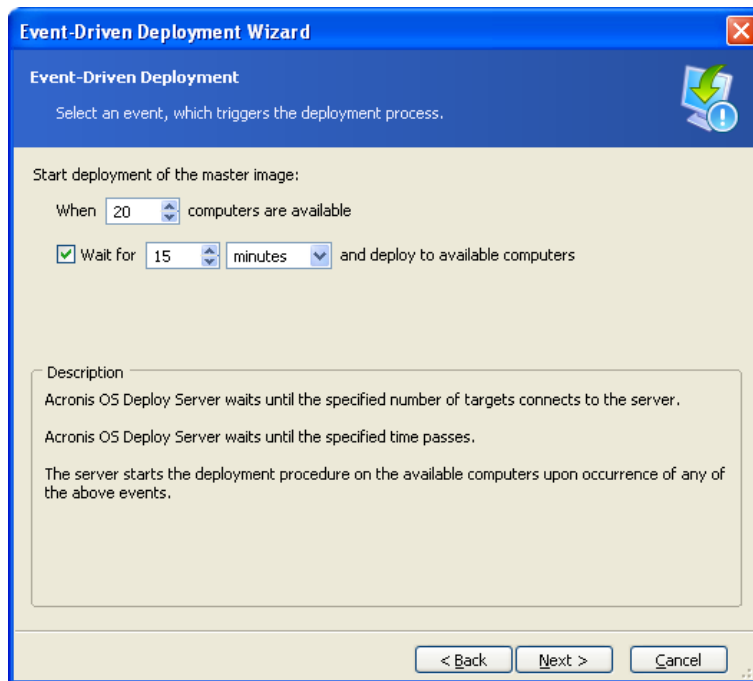 Event-Driven Deployment Wizard
Event-Driven Deployment
Select an event, which triggers the deployment process.
Start deployment of the master image:
When 20 computers are available
Wait for 15 minutes and deploy to available computers
Description
Acronis OS Deploy Server waits until the specified number of targets connects to the server.
Acronis OS Deploy Server waits until the specified time passes.
The server starts the deployment procedure on the available computers upon occurrence of any of
the above events.
< Back Next > Cancel